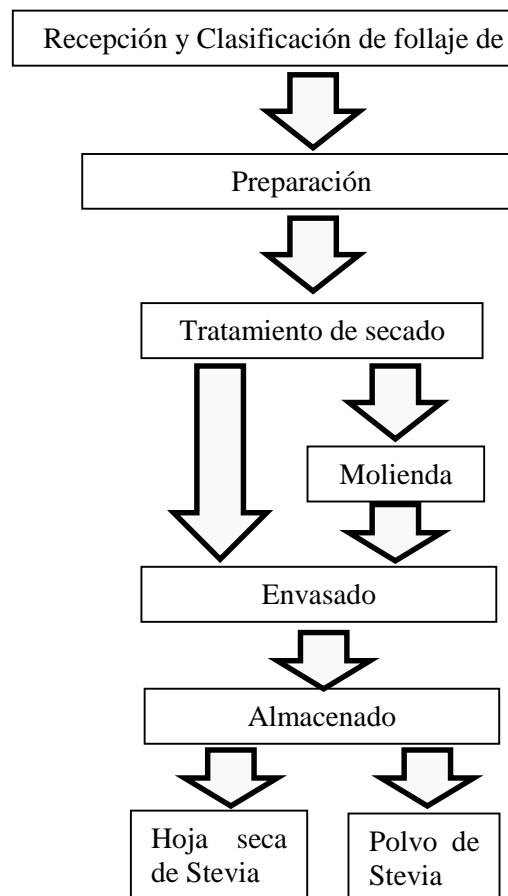 Recepción y Clasificación de follaje de
Preparación
Tratamiento de secado
Molienda
Envasado
Almacenado
Hoja seca
de Stevia
Polvo de
Stevia